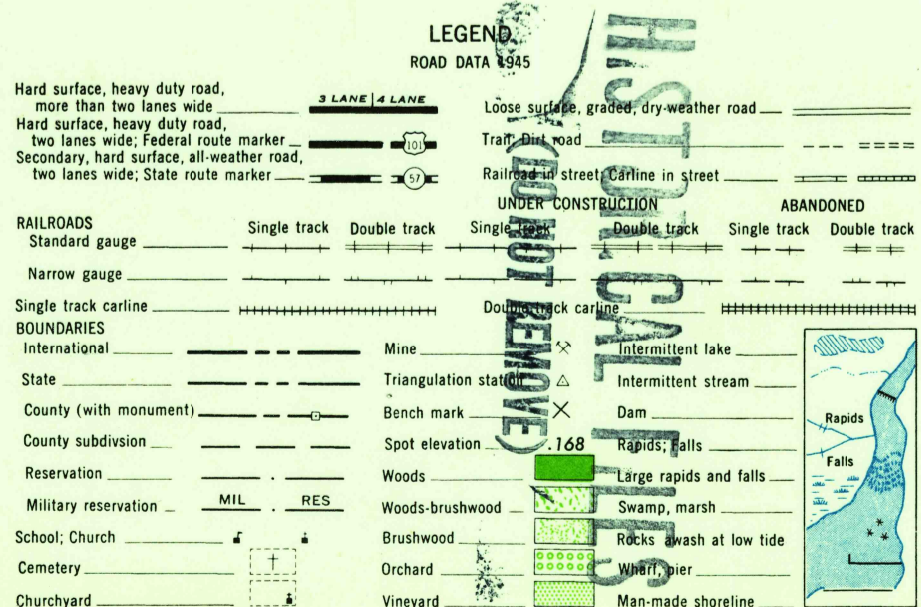 LEGEND
ROAD DATA 1945
Hard surface, heavy duty road,
more than two lanes wide
3 LANE 4 LANE
Hard surface, heavy duty road,
two lanes wide; Federal route marker
101
Secondary, hard surface, all-weather road,
two lanes wide; State route marker
57
Loose surface, graded, dry-weather road
Trail; Dirt road
Railroad in street; Carline in street
UNDER CONSTRUCTION
ABANDONED
RAILROADS
Single track Double track Single track Double track Single track Double track
Standard gauge
Narrow gauge
Single track carline
Double track carline
BOUNDARIES
International
State
County (with monument)
County subdivsion
Reservation
Military reservation
MIL RES
School; Church
Cemetery
Churchyard
Mine
Triangulation station
Bench mark
Spot elevation
.168
Woods
Woods-brushwood
Brushwood
Orchard
Vineyard
Intermittent lake
Intermittent stream
Dam
Rapids; Falls
Large rapids and falls
Swamp, marsh
Rocks awash at low tide
Wharf, pier
Man-made shoreline
Rapids
Falls
HISTORICAL FILES
(DO NOT REMOVE)